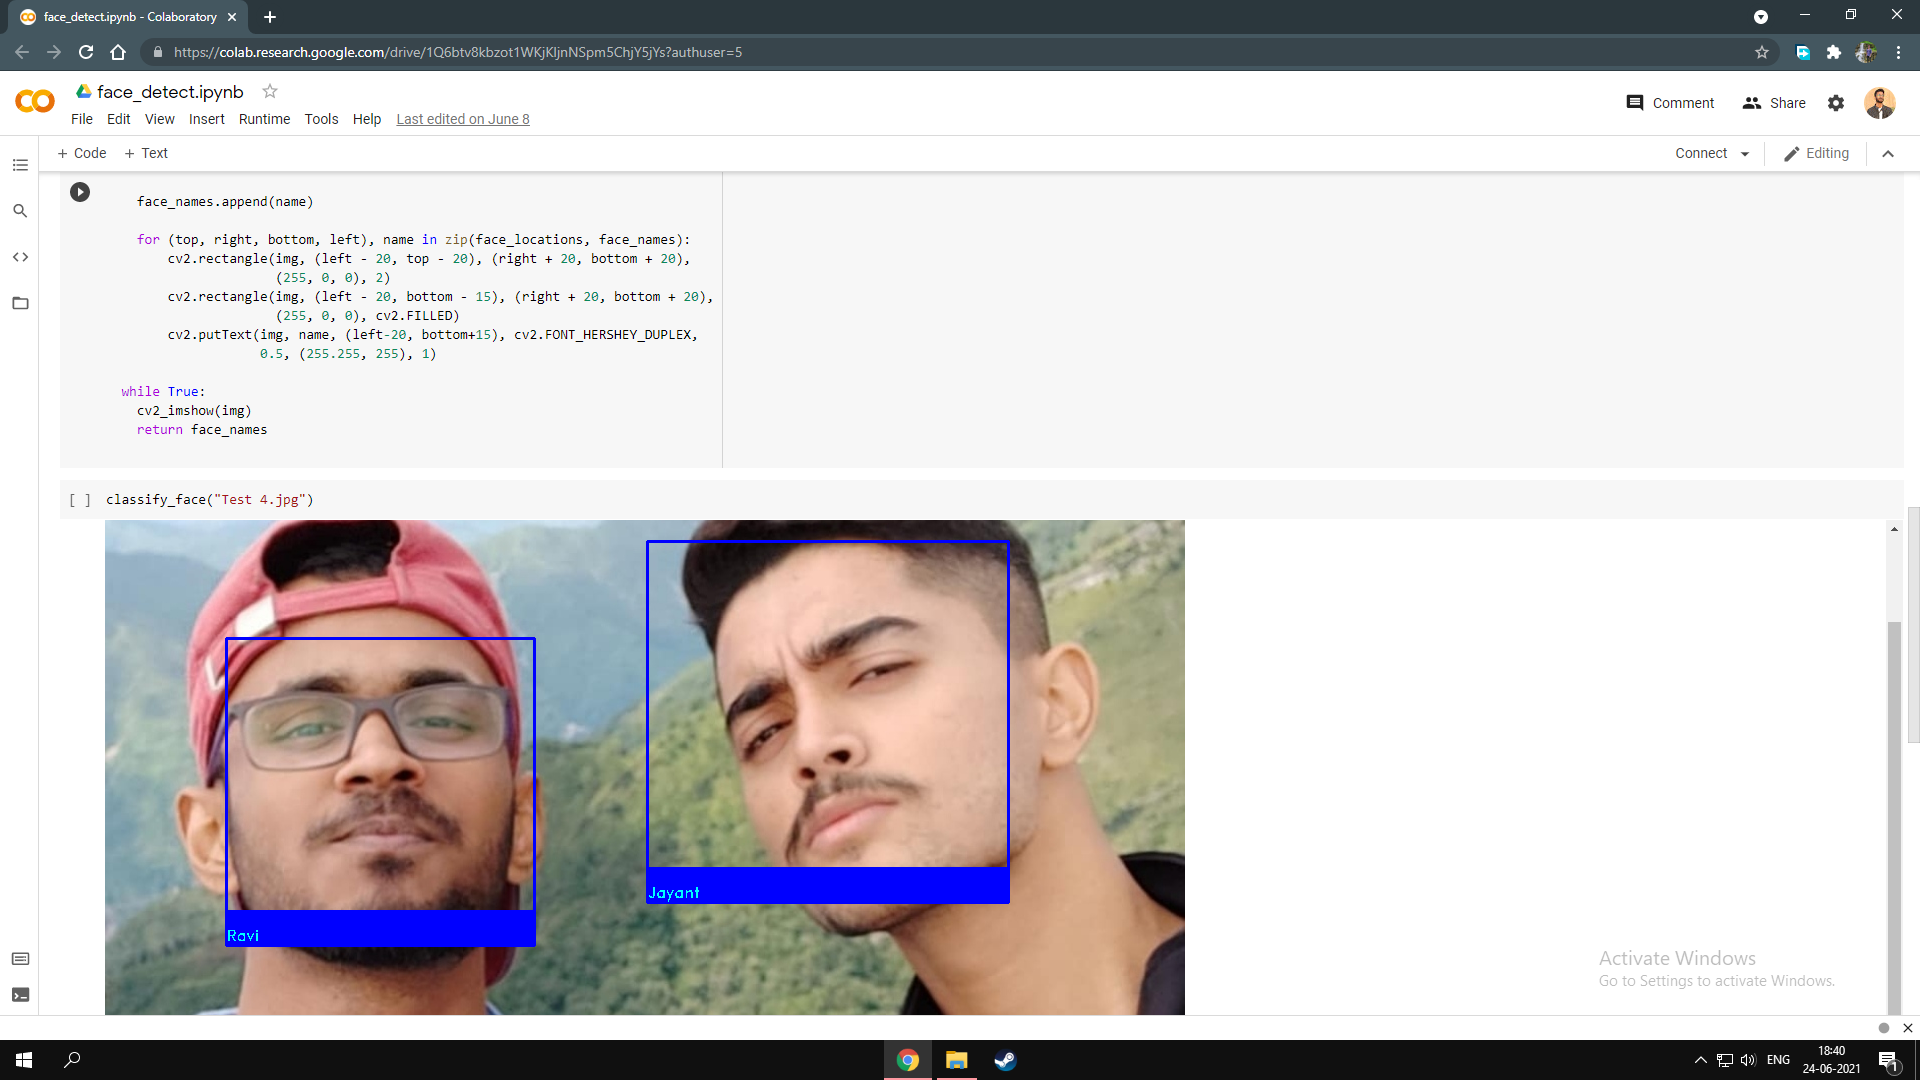 face_detect.ipynb - Colaboratory
https://colab.research.google.com/drive/1Q6btv8kbzot1WKjKIjnNSpm5ChjY5jYs?authuser=5
face_detect.ipynb
Comment Share
File Edit View Insert Runtime Tools Help Last edited on June 8
+ Code + Text Connect Editing
face_names.append(name)
for (top, right, bottom, left), name in zip(face_locations, face_names):
cv2.rectangle(img, (left - 20, top - 20), (right + 20, bottom + 20),
(255, 0, 0), 2)
cv2.rectangle(img, (left - 20, bottom - 15), (right + 20, bottom + 20),
(255, 0, 0), cv2.FILLED)
cv2.putText(img, name, (left-20, bottom+15), cv2.FONT_HERSHEY_DUPLEX,
0.5, (255.255, 255), 1)
while True:
cv2_imshow(img)
return face_names
[ ] classify_face("Test 4.jpg")
Jayant
Ravi
Activate Windows
Go to Settings to activate Windows.
ENG
18:40
24-06-2021
1